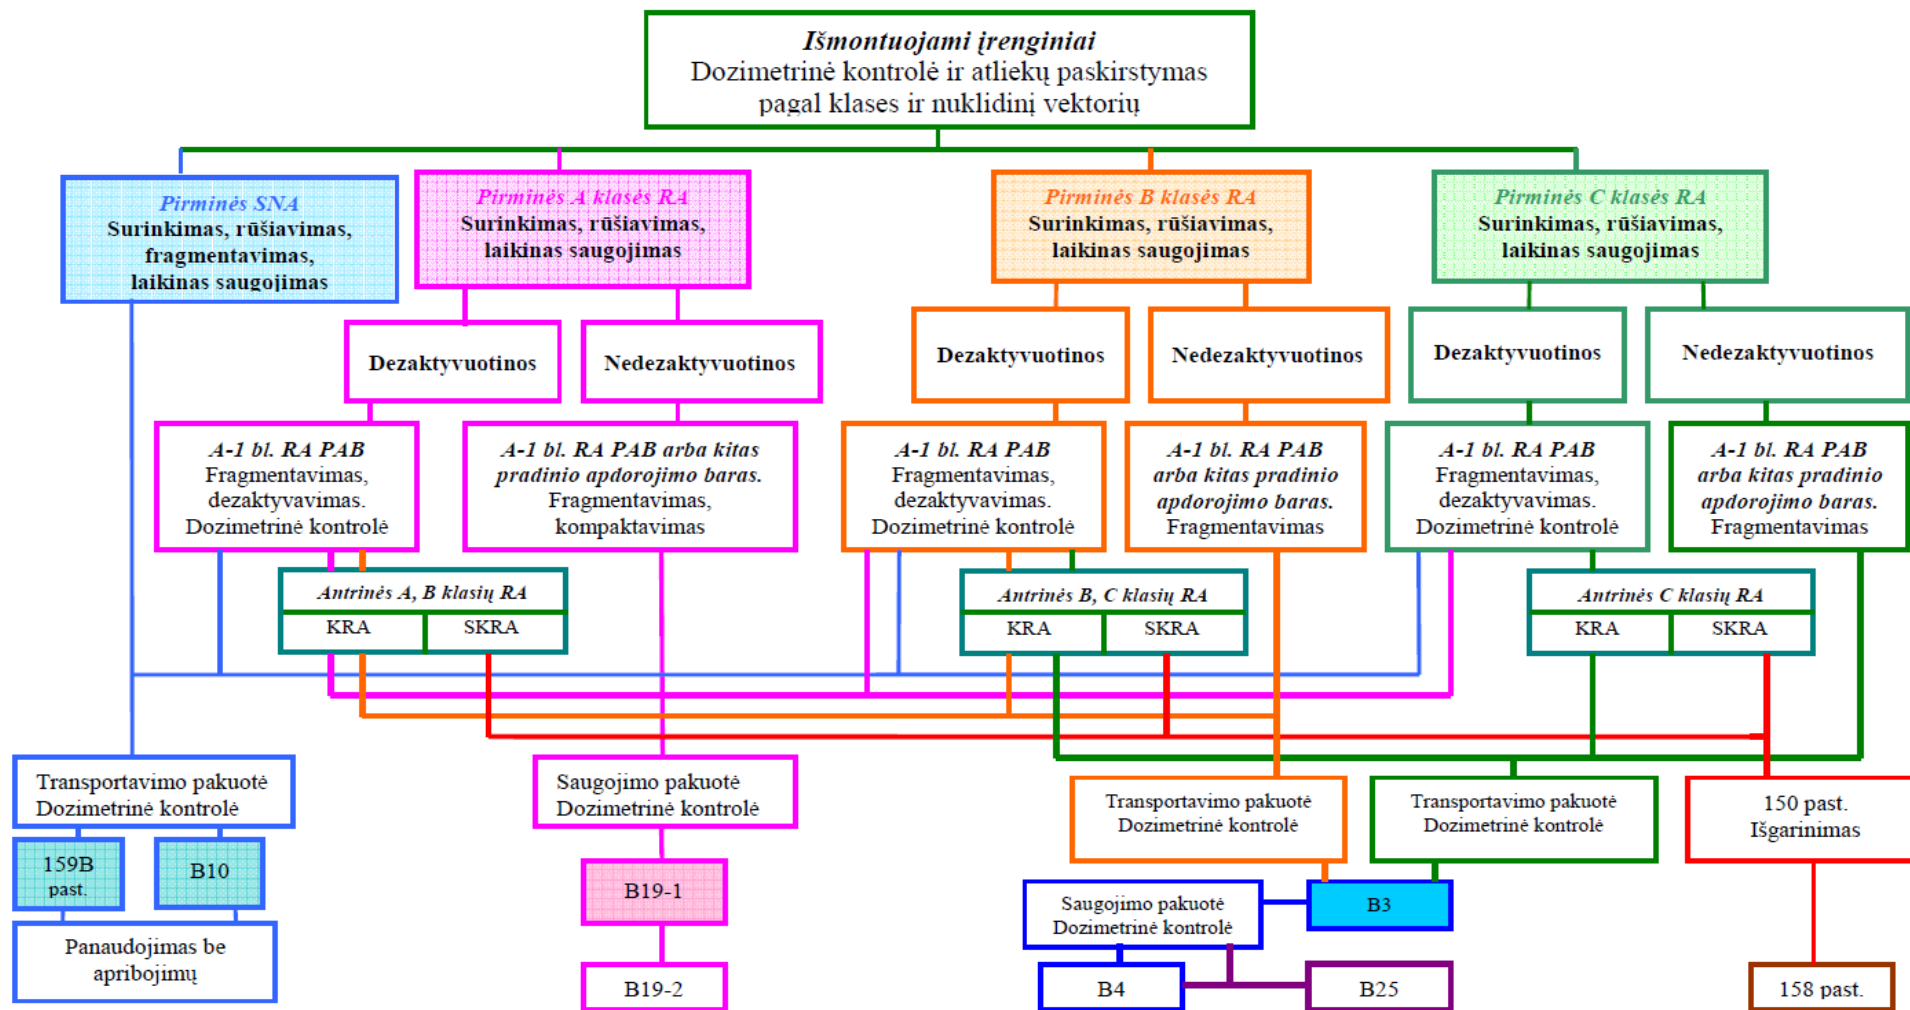 Išmontuojami įrenginiai
Dozimetrinė kontrolė ir atliekų paskirstymas
pagal klases ir nuklidinį vektorių
Pirminės SNA
Surinkimas, rūšiavimas,
fragmentavimas,
laikinas saugojimas
Pirminės A klasės RA
Surinkimas, rūšiavimas,
laikinas saugojimas
Pirminės B klasės RA
Surinkimas, rūšiavimas,
laikinas saugojimas
Pirminės C klasės RA
Surinkimas, rūšiavimas,
laikinas saugojimas
Dezaktyvuotinos
Nedezaktyvuotinos
Dezaktyvuotinos
Nedezaktyvuotinos
Dezaktyvuotinos
Nedezaktyvuotinos
A-1 bl. RA PAB
Fragmentavimas,
dezaktyvavimas.
Dozimetrinė kontrolė
A-1 bl. RA PAB arba kitas
pradinio apdorojimo baras.
Fragmentavimas,
kompaktavimas
A-1 bl. RA PAB
Fragmentavimas,
dezaktyvavimas.
Dozimetrinė kontrolė
A-1 bl. RA PAB
arba kitas pradinio
apdorojimo baras.
Fragmentavimas
A-1 bl. RA PAB
Fragmentavimas,
dezaktyvavimas.
Dozimetrinė kontrolė
A-1 bl. RA PAB
arba kitas pradinio
apdorojimo baras.
Fragmentavimas
Antrinės A, B klasių RA
KRA
SKRA
Antrinės B, C klasių RA
KRA
SKRA
Antrinės C klasių RA
KRA
SKRA
Transportavimo pakuotė
Dozimetrinė kontrolė
Saugojimo pakuotė
Dozimetrinė kontrolė
Transportavimo pakuotė
Dozimetrinė kontrolė
Transportavimo pakuotė
Dozimetrinė kontrolė
150 past.
Išgarinimas
159B
past.
B10
B19-1
Saugojimo pakuotė
Dozimetrinė kontrolė
B3
Panaudojimas be
apribojimų
B19-2
B4
B25
158 past.